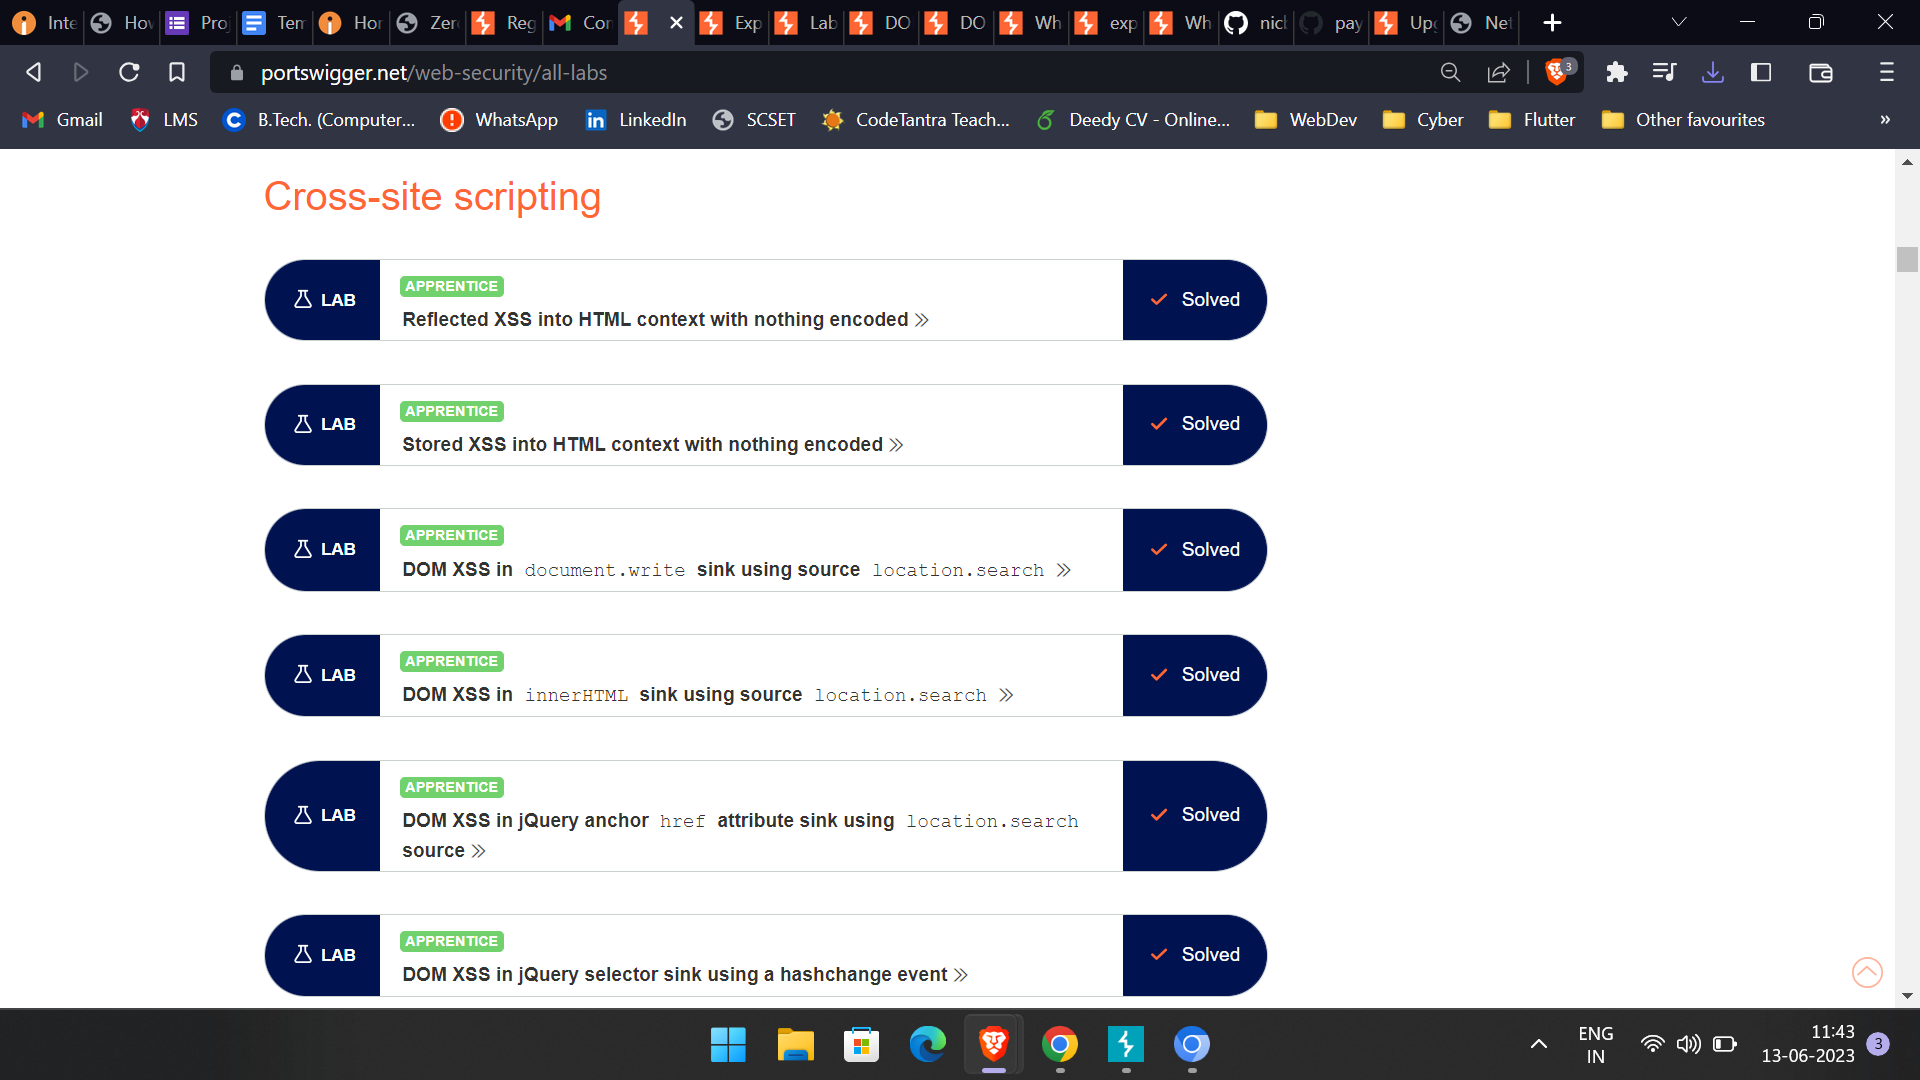 Inte
How
Proj
Tem
Hor
Zer
Reg
Con
Exp
Lab
DO
DO
Wh
exp
Wh
nicl
pay
Upg
Net
portswigger.net/web-security/all-labs
3
Gmail
LMS
B.Tech. (Computer...
WhatsApp
LinkedIn
SCSET
CodeTantra Teach...
Deedy CV - Online...
WebDev
Cyber
Flutter
Other favourites
»
Cross-site scripting
LAB
APPRENTICE
Reflected XSS into HTML context with nothing encoded
Solved
LAB
APPRENTICE
Stored XSS into HTML context with nothing encoded
Solved
LAB
APPRENTICE
DOM XSS in document.write sink using source location.search
Solved
LAB
APPRENTICE
DOM XSS in innerHTML sink using source location.search
Solved
LAB
APPRENTICE
DOM XSS in jQuery anchor href attribute sink using location.search
source
Solved
LAB
APPRENTICE
DOM XSS in jQuery selector sink using a hashchange event
Solved
ENG
IN
11:43
13-06-2023
3